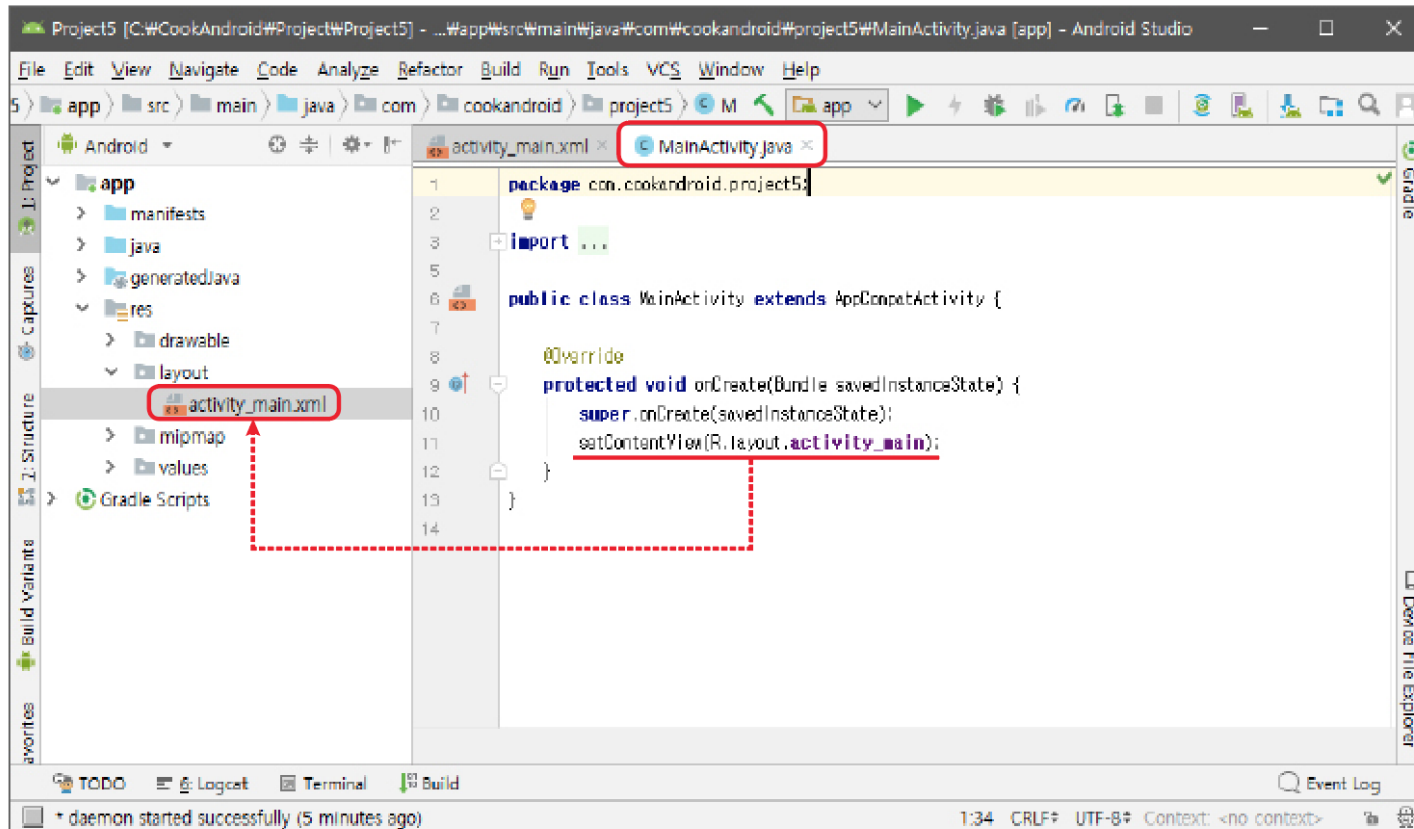 Project5 [C:₩CookAndroid₩Project₩Project5] - ...₩app₩src₩main₩java₩com₩cookandroid₩project5₩MainActivity.java [app] - Android Studio
File Edit View Navigate Code Analyze Refactor Build Run Tools VCS Window Help
5 app src main java com cookandroid project5 C M app
Android
activity_main.xml × C MainActivity.java ×
1: Project
Captures
2: Structure
Build Variants
avorites
app
manifests
java
generatedJava
res
drawable
layout
activity_main.xml
mipmap
values
Gradle Scripts
1 package com.cookandroid.project5;
2
3 import ...
5
6 public class MainActivity extends AppCompatActivity {
7
8 @Override
9 protected void onCreate(Bundle savedInstanceState) {
10 super.onCreate(savedInstanceState);
11 setContentView(R.layout.activity_main);
12 }
13 }
14
Gradle
Device File Explorer
TODO 6: Logcat Terminal Build Event Log
* daemon started successfully (5 minutes ago) 1:34 CRLF UTF-8 Context: <no context>